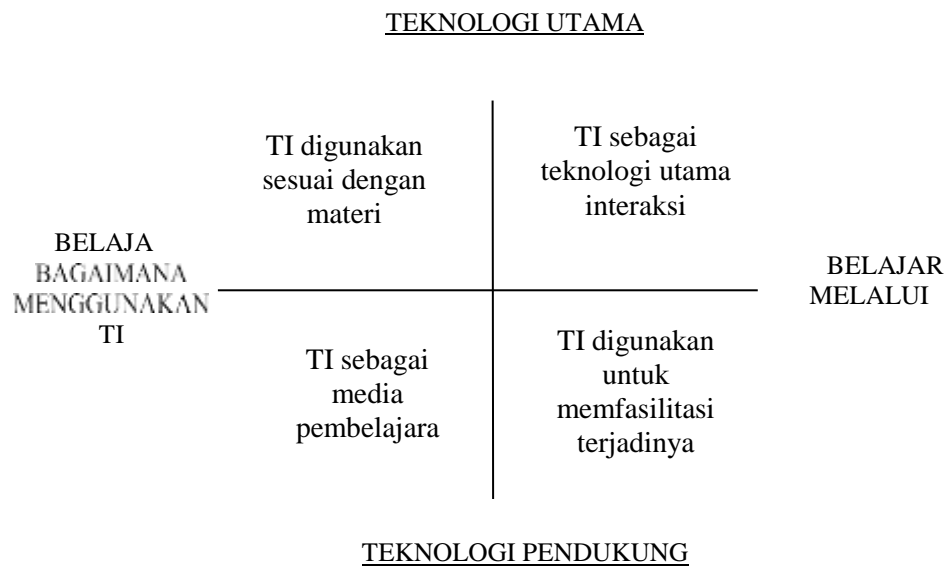 TEKNOLOGI UTAMA
TI digunakan
sesuai dengan
materi
TI sebagai
teknologi utama
interaksi
BELAJA
BAGAIMANA
MENGGUNAKAN
TI
BELAJAR
MELALUI
TI sebagai
media
pembelajara
TI digunakan
untuk
memfasilitasi
terjadinya
TEKNOLOGI PENDUKUNG